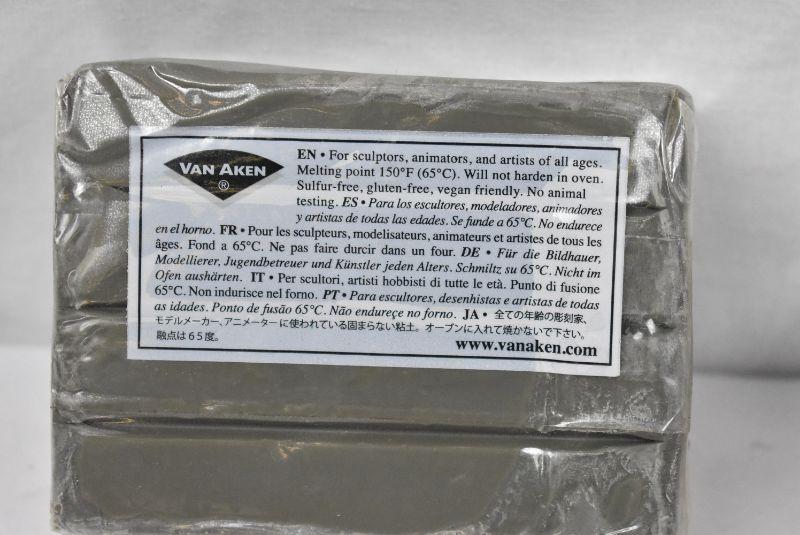 VAN AKEN
®
EN • For sculptors, animators, and artists of all ages.
Melting point 150°F (65°C). Will not harden in oven.
Sulfur-free, gluten-free, vegan friendly. No animal
testing. ES • Para los escultores, modeladores, animadores
y artistas de todas las edades. Se funde a 65°C. No endurece
en el horno. FR • Pour les sculpteurs, modelisateurs, animateurs et artistes de tous les
âges. Fond a 65°C. Ne pas faire durcir dans un four. DE • Für die Bildhauer,
Modellierer, Jugendbetreuer und Künstler jeden Alters. Schmiltz su 65°C. Nicht im
Ofen aushärten. IT • Per scultori, artisti hobbisti di tutte le età. Punto di fusione
65°C. Non indurisce nel forno. PT • Para escultores, desenhistas e artistas de todas
as idades. Ponto de fusão 65°C. Não endureçe no forno. JA • 全ての年齢の彫刻家、
モデルメーカー、アニメーターに使われている固まらない粘土。オーブンに入れて焼かないで下さい。
融点は65度。
www.vanaken.com